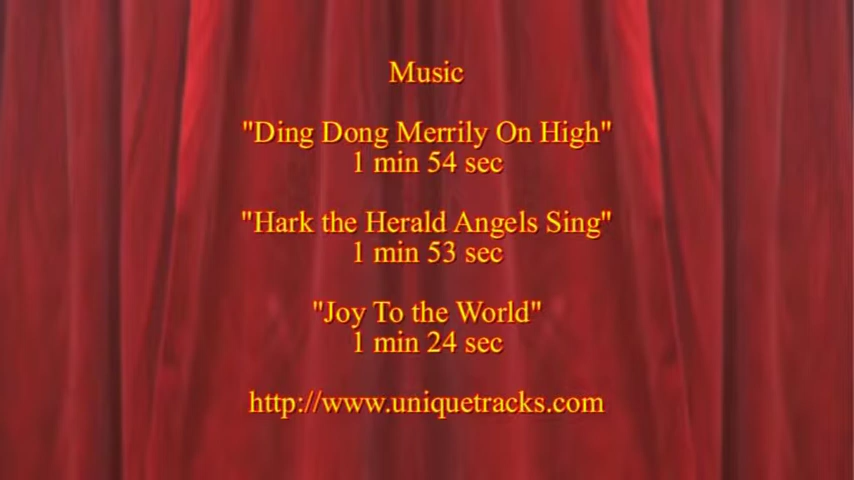 Music
"Ding Dong Merrily On High"
1 min 54 sec
"Hark the Herald Angels Sing"
1 min 53 sec
"Joy To the World"
1 min 24 sec
http://www.uniquetracks.com